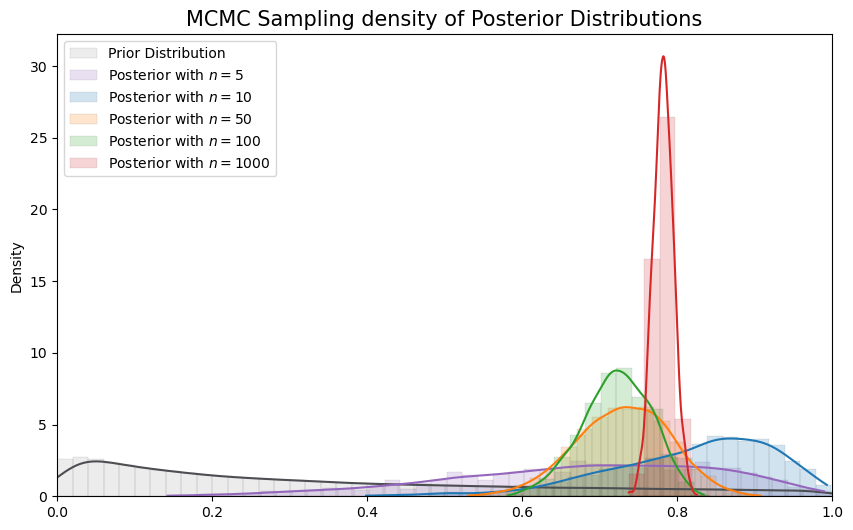 MCMC Sampling density of Posterior Distributions
Prior Distribution
Posterior with n = 5
Posterior with n = 10
Posterior with n = 50
Posterior with n = 100
Posterior with n = 1000
Density
30
25
20
15
10
5
0
0.0 0.2 0.4 0.6 0.8 1.0